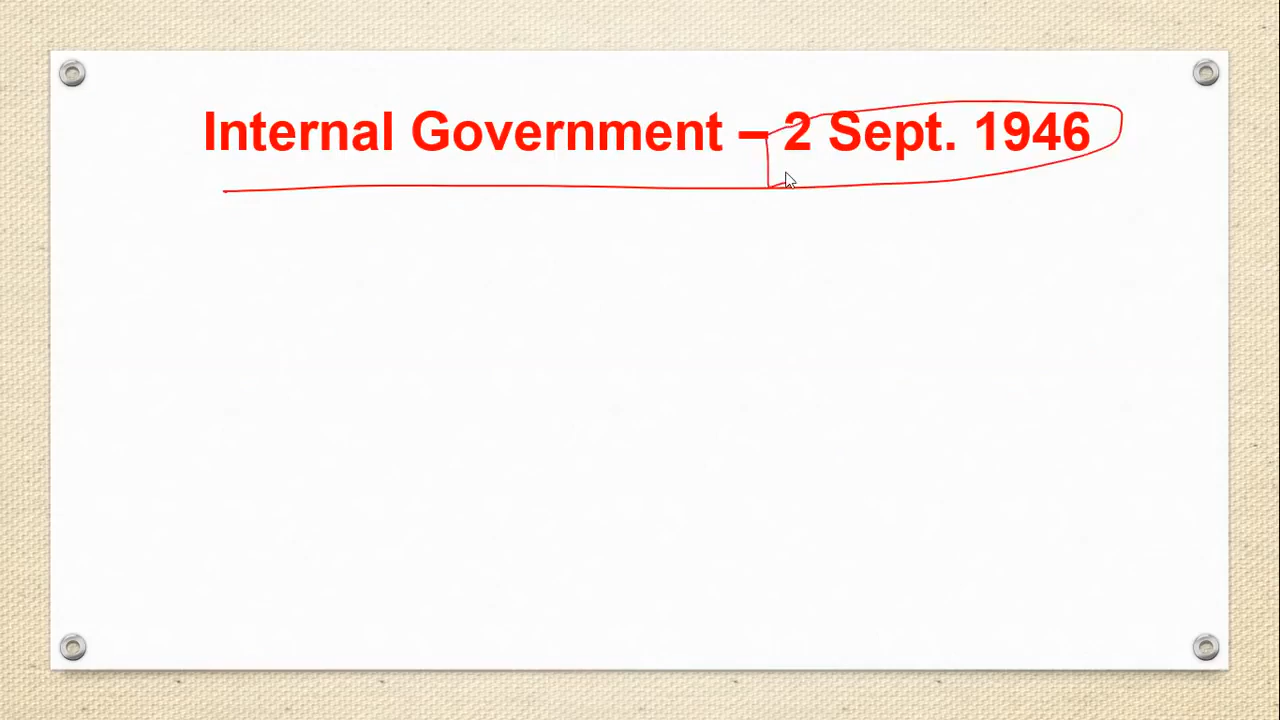 Internal Government – 2 Sept. 1946